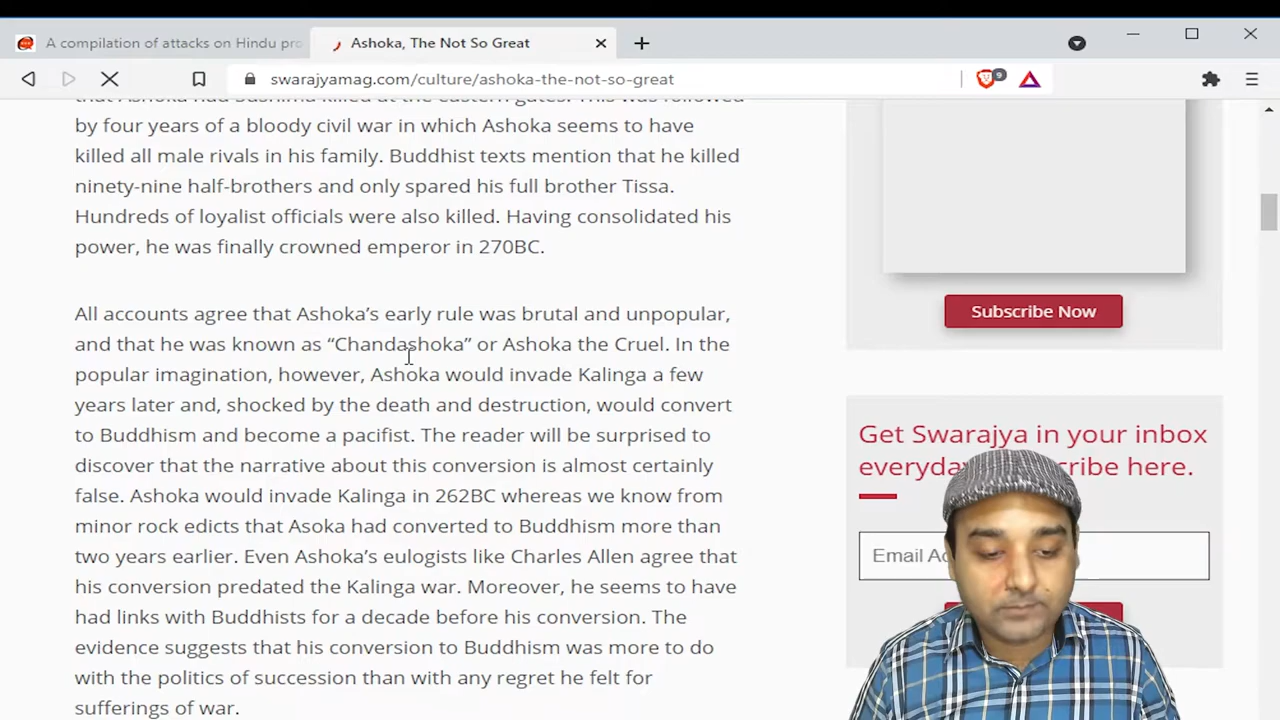 A compilation of attacks on Hindu pro
Ashoka, The Not So Great
swarajyamag.com/culture/ashoka-the-not-so-great
9
that Ashoka had Sushima killed at the eastern gates. This was followed
by four years of a bloody civil war in which Ashoka seems to have
killed all male rivals in his family. Buddhist texts mention that he killed
ninety-nine half-brothers and only spared his full brother Tissa.
Hundreds of loyalist officials were also killed. Having consolidated his
power, he was finally crowned emperor in 270BC.
All accounts agree that Ashoka’s early rule was brutal and unpopular,
and that he was known as “Chandashoka” or Ashoka the Cruel. In the
popular imagination, however, Ashoka would invade Kalinga a few
years later and, shocked by the death and destruction, would convert
to Buddhism and become a pacifist. The reader will be surprised to
discover that the narrative about this conversion is almost certainly
false. Ashoka would invade Kalinga in 262BC whereas we know from
minor rock edicts that Asoka had converted to Buddhism more than
two years earlier. Even Ashoka’s eulogists like Charles Allen agree that
his conversion predated the Kalinga war. Moreover, he seems to have
had links with Buddhists for a decade before his conversion. The
evidence suggests that his conversion to Buddhism was more to do
with the politics of succession than with any regret he felt for
sufferings of war.
Subscribe Now
Get Swarajya in your inbox
everyday scribe here.
Email Ad